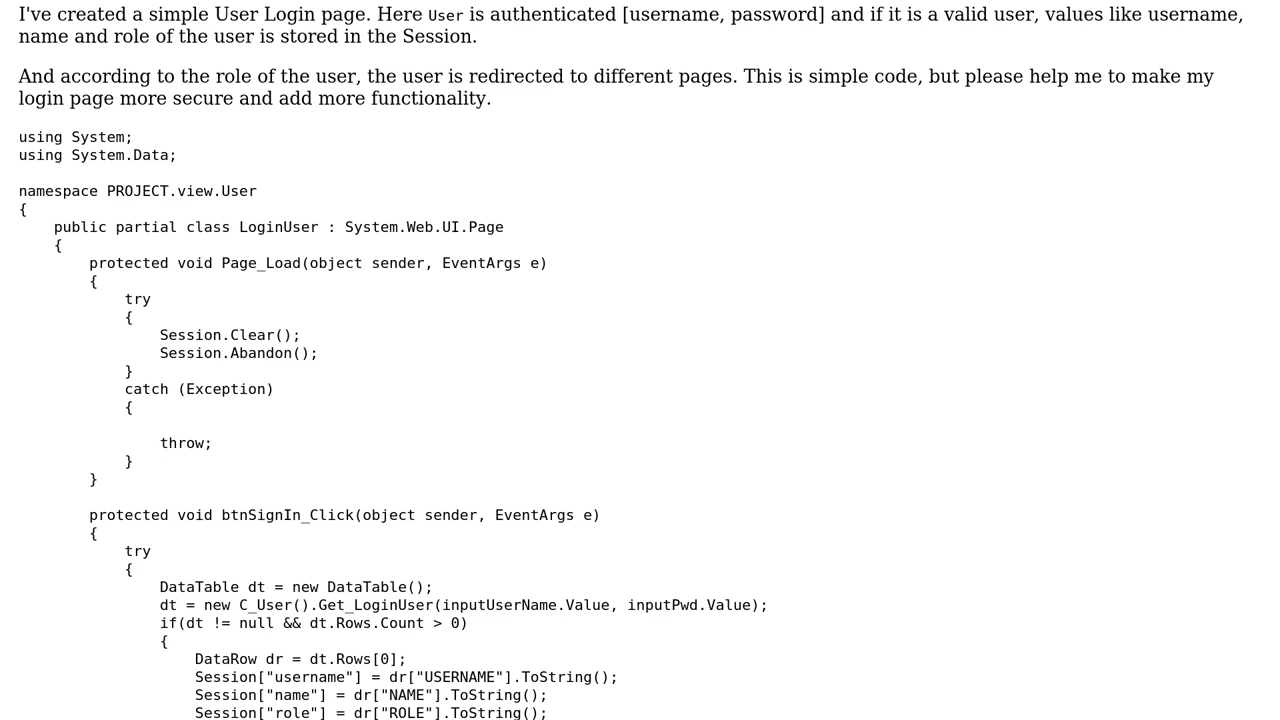 I've created a simple User Login page. Here User is authenticated [username, password] and if it is a valid user, values like username,
name and role of the user is stored in the Session.
And according to the role of the user, the user is redirected to different pages. This is simple code, but please help me to make my
login page more secure and add more functionality.
using System;
using System.Data;
namespace PROJECT.view.User
{
    public partial class LoginUser : System.Web.UI.Page
    {
        protected void Page_Load(object sender, EventArgs e)
        {
            try
            {
                Session.Clear();
                Session.Abandon();
            }
            catch (Exception)
            {
                throw;
            }
        }
        protected void btnSignIn_Click(object sender, EventArgs e)
        {
            try
            {
                DataTable dt = new DataTable();
                dt = new C_User().Get_LoginUser(inputUserName.Value, inputPwd.Value);
                if(dt != null && dt.Rows.Count > 0)
                {
                    DataRow dr = dt.Rows[0];
                    Session["username"] = dr["USERNAME"].ToString();
                    Session["name"] = dr["NAME"].ToString();
                    Session["role"] = dr["ROLE"].ToString();